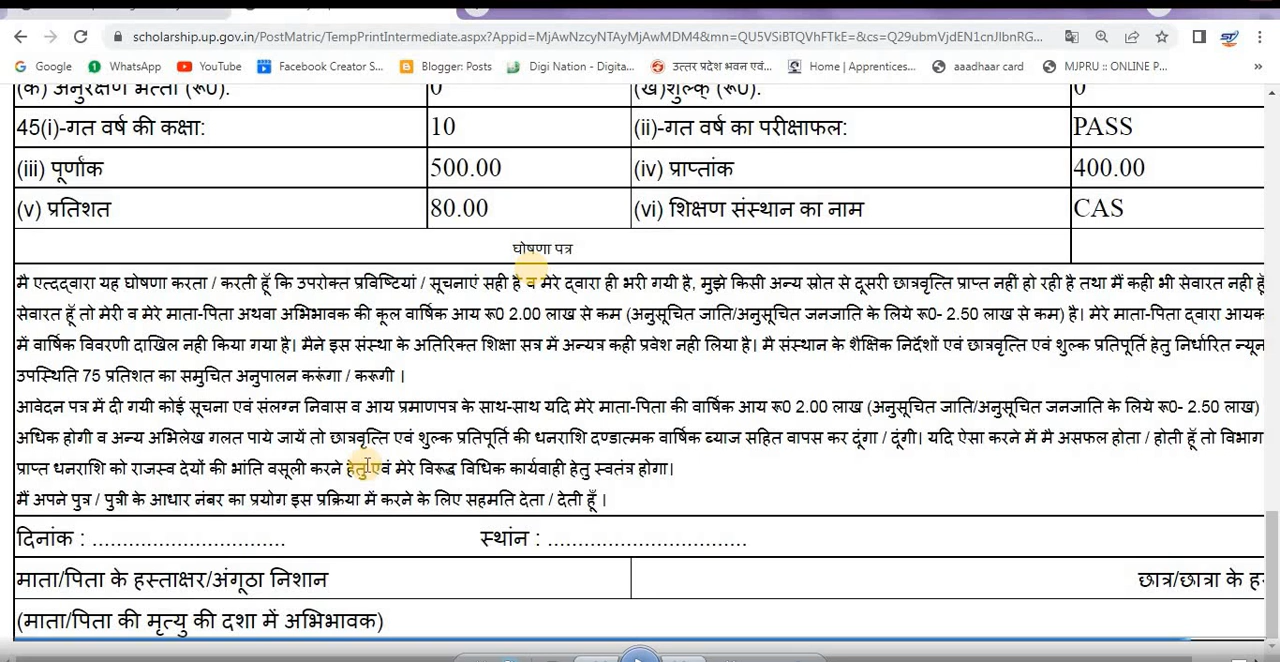 scholarship.up.gov.in/PostMatric/TempPrintIntermediate.aspx?Appid=MjAwNzcyNTAyMjAwMDM4&mn=QU5VSiBTQVhFTkE=&cs=Q29ubmVjdEN1cnJlbnRG...
Google WhatsApp YouTube Facebook Creator S... Blogger: Posts Digi Nation - Digita... उत्तर प्रदेश भवन एवं... Home | Apprentices... aaadhaar card MJPRU :: ONLINE P... »
(क) अनुरक्षण भत्ता (रू0): 0 (ख)शुल्क (रू0): 0
45(i)-गत वर्ष की कक्षा: 10 (ii)-गत वर्ष का परीक्षाफल: PASS
(iii) पूर्णांक 500.00 (iv) प्राप्तांक 400.00
(v) प्रतिशत 80.00 (vi) शिक्षण संस्थान का नाम CAS
घोषणा पत्र
मै एत्दद्वारा यह घोषणा करता / करती हूँ कि उपरोक्त प्रविष्टियां / सूचनाएं सही है व मेरे द्वारा ही भरी गयी है, मुझे किसी अन्य स्रोत से दूसरी छात्रवृत्ति प्राप्त नहीं हो रही है तथा मैं कही भी सेवारत नही हूँ
सेवारत हूँ तो मेरी व मेरे माता-पिता अथवा अभिभावक की कूल वार्षिक आय रू0 2.00 लाख से कम (अनुसूचित जाति/अनुसूचित जनजाति के लिये रू0- 2.50 लाख से कम) है। मेरे माता-पिता द्वारा आयक
में वार्षिक विवरणी दाखिल नही किया गया है। मैने इस संस्था के अतिरिक्त शिक्षा सत्र में अन्यत्र कही प्रवेश नही लिया है। मै संस्थान के शैक्षिक निर्देशों एवं छात्रवृत्ति एवं शुल्क प्रतिपूर्ति हेतु निर्धारित न्यून
उपस्थिति 75 प्रतिशत का समुचित अनुपालन करूंगा / करूगी ।
आवेदन पत्र में दी गयी कोई सूचना एवं संलग्न निवास व आय प्रमाणपत्र के साथ-साथ यदि मेरे माता-पिता की वार्षिक आय रू0 2.00 लाख (अनुसूचित जाति/अनुसूचित जनजाति के लिये रू0- 2.50 लाख)
अधिक होगी व अन्य अभिलेख गलत पाये जायें तो छात्रवृत्ति एवं शुल्क प्रतिपूर्ति की धनराशि दण्डात्मक वार्षिक ब्याज सहित वापस कर दूंगा / दूंगी। यदि ऐसा करने में मै असफल होता / होती हूँ तो विभाग
प्राप्त धनराशि को राजस्व देयों की भांति वसूली करने हेतु एवं मेरे विरूद्ध विधिक कार्यवाही हेतु स्वतंत्र होगा।
मैं अपने पुत्र / पुत्री के आधार नंबर का प्रयोग इस प्रक्रिया में करने के लिए सहमति देता / देती हूँ ।
दिनांक : ................................ स्थांन : .................................
माता/पिता के हस्ताक्षर/अंगूठा निशान छात्र/छात्रा के ह
(माता/पिता की मृत्यु की दशा में अभिभावक)